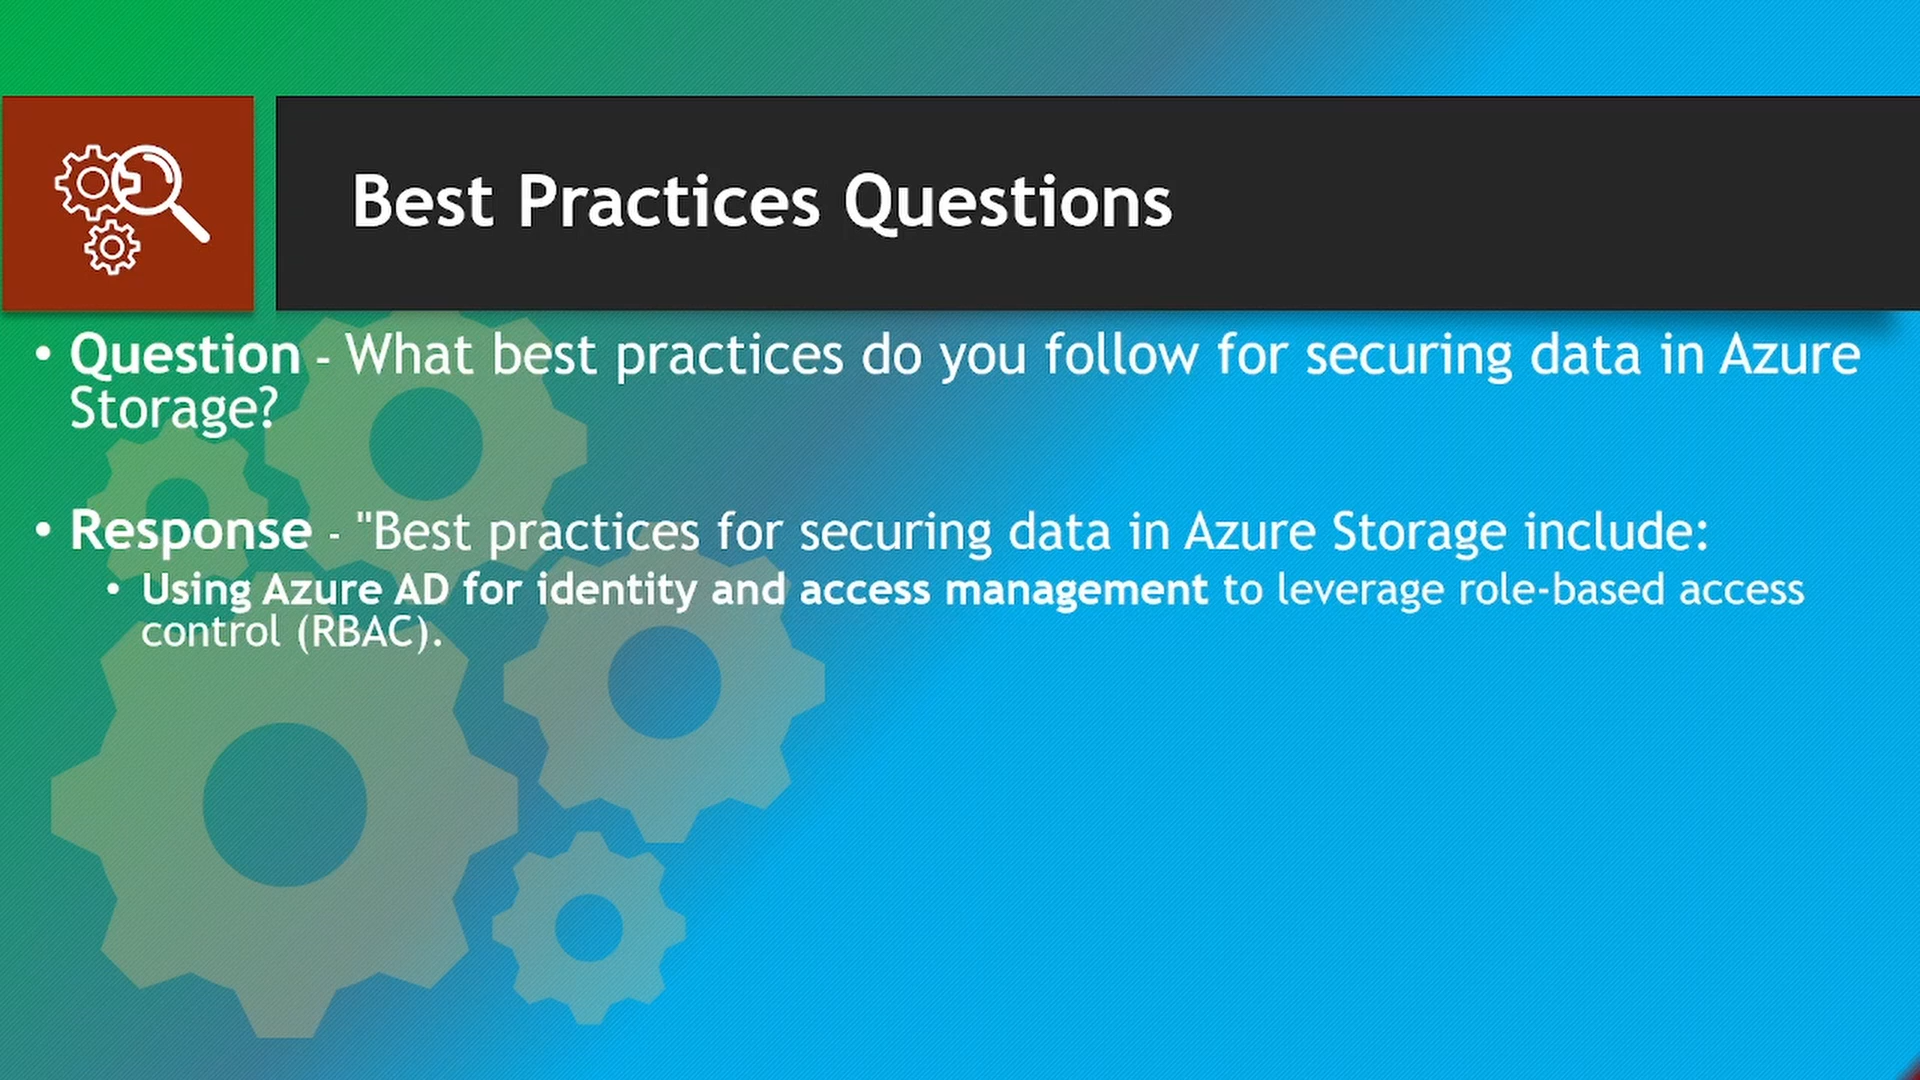 Best Practices Questions
• Question - What best practices do you follow for securing data in Azure
Storage?
• Response - "Best practices for securing data in Azure Storage include:
• Using Azure AD for identity and access management to leverage role-based access
control (RBAC).